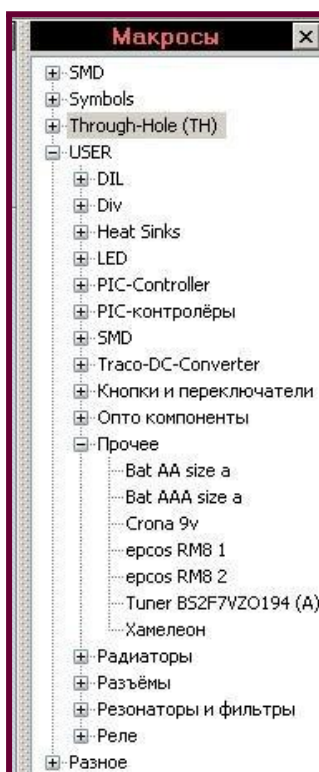 Макросы
SMD
Symbols
Through-Hole (TH)
USER
DIL
Div
Heat Sinks
LED
PIC-Controller
PIC-контролёры
SMD
Traco-DC-Converter
Кнопки и переключатели
Опто компоненты
Прочее
Bat AA size a
Bat AAA size a
Crona 9v
epcos RM8 1
epcos RM8 2
Tuner BS2F7VZ0194 (A)
Хамелеон
Радиаторы
Разъёмы
Резонаторы и фильтры
Реле
Разное